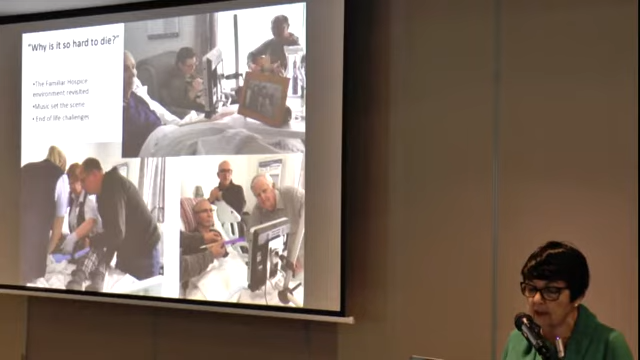 "Why is it so hard to die?"
•The Familiar Hospice
environment revisited
•Music set the scene
• End of life challenges